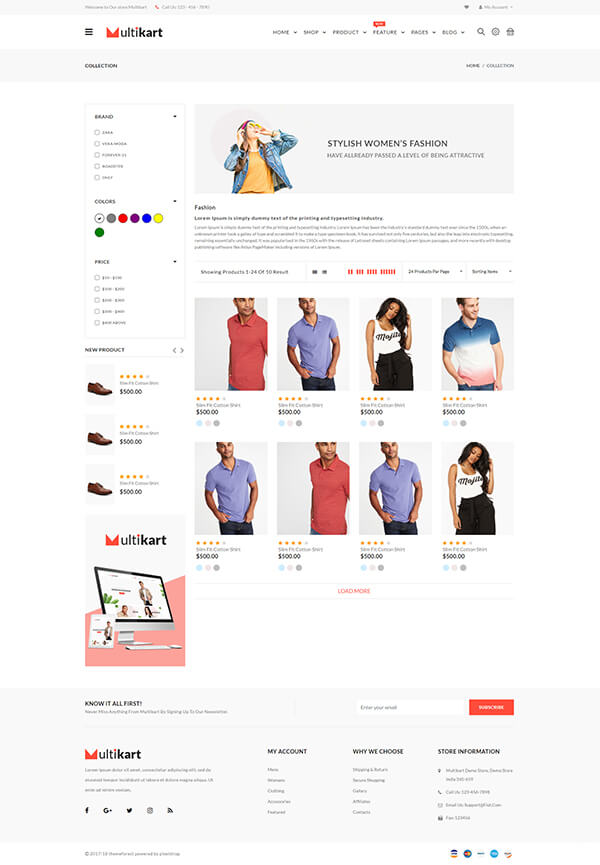 Welcome to Our store Multikart
Call Us: 123 - 456 - 7890
My Account
Multikart
HOME
SHOP
PRODUCT
NEW
FEATURE
PAGES
BLOG
COLLECTION
HOME / COLLECTION
BRAND
ZARA
VERA MODA
FOREVER-21
ROADSTER
ONLY
COLORS
PRICE
$10 - $100
$100 - $200
$200 - $300
$300 - $400
$400 ABOVE
NEW PRODUCT
Slim Fit Cotton Shirt
$500.00
Slim Fit Cotton Shirt
$500.00
Slim Fit Cotton Shirt
$500.00
Multikart
STYLISH WOMEN'S FASHION
HAVE ALLREADY PASSED A LEVEL OF BEING ATTRACTIVE
Fashion
Lorem Ipsum is simply dummy text of the printing and typesetting industry.
Lorem Ipsum is simply dummy text of the printing and typesetting industry. Lorem Ipsum has been the industry's standard dummy text ever since the 1500s, when an
unknown printer took a galley of type and scrambled it to make a type specimen book. It has survived not only five centuries, but also the leap into electronic typesetting,
remaining essentially unchanged. It was popularised in the 1960s with the release of Letraset sheets containing Lorem Ipsum passages, and more recently with desktop
publishing software like Aldus PageMaker including versions of Lorem Ipsum.
Showing Products 1-24 Of 10 Result
24 Products Par Page
Sorting Items
Mojito
Slim Fit Cotton Shirt
$500.00
Slim Fit Cotton Shirt
$500.00
Slim Fit Cotton Shirt
$500.00
Slim Fit Cotton Shirt
$500.00
Mojito
Slim Fit Cotton Shirt
$500.00
Slim Fit Cotton Shirt
$500.00
Slim Fit Cotton Shirt
$500.00
Slim Fit Cotton Shirt
$500.00
LOAD MORE
KNOW IT ALL FIRST!
Never Miss Anything From Multikart By Signing Up To Our Newsletter.
Enter your email
SUBSCRIBE
Multikart
Lorem ipsum dolor sit amet, consectetur adipiscing elit, sed do
eiusmod tempor incididunt ut labore et dolore magna aliqua.
Ut enim ad minim veniam,
MY ACCOUNT
Mens
Womens
Clothing
Accessories
Featured
WHY WE CHOOSE
Shipping & Return
Secure Shopping
Gallary
Affiliates
Contacts
STORE INFORMATION
Multikart Demo Store, Demo Store
India 345-659
Call Us: 123-456-7898
Email Us: Support@Fiot.Com
Fax: 123456
© 2017-18 themeforest powered by pixelstrap